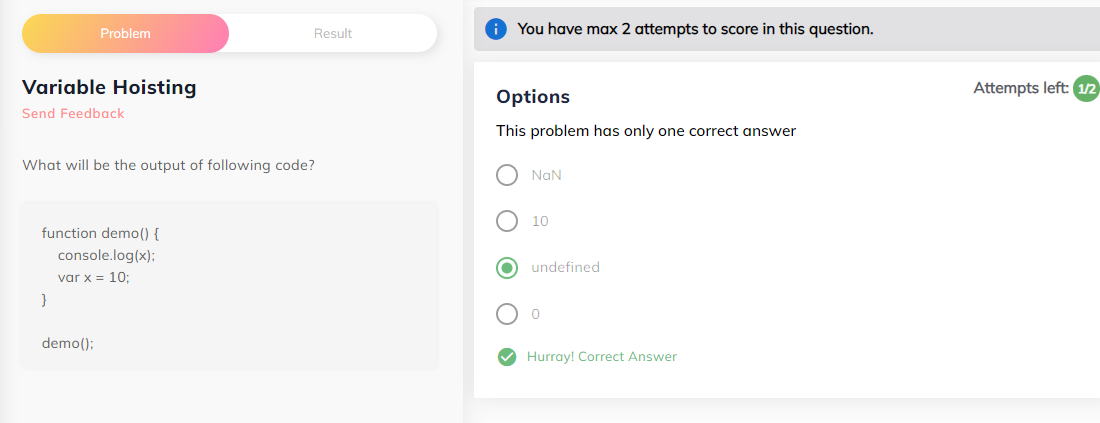 Problem
Result
Variable Hoisting
Send Feedback
What will be the output of following code?
function demo() {
    console.log(x);
    var x = 10;
}
demo();
You have max 2 attempts to score in this question.
Attempts left: 1/2
Options
This problem has only one correct answer
NaN
10
undefined
0
Hurray! Correct Answer